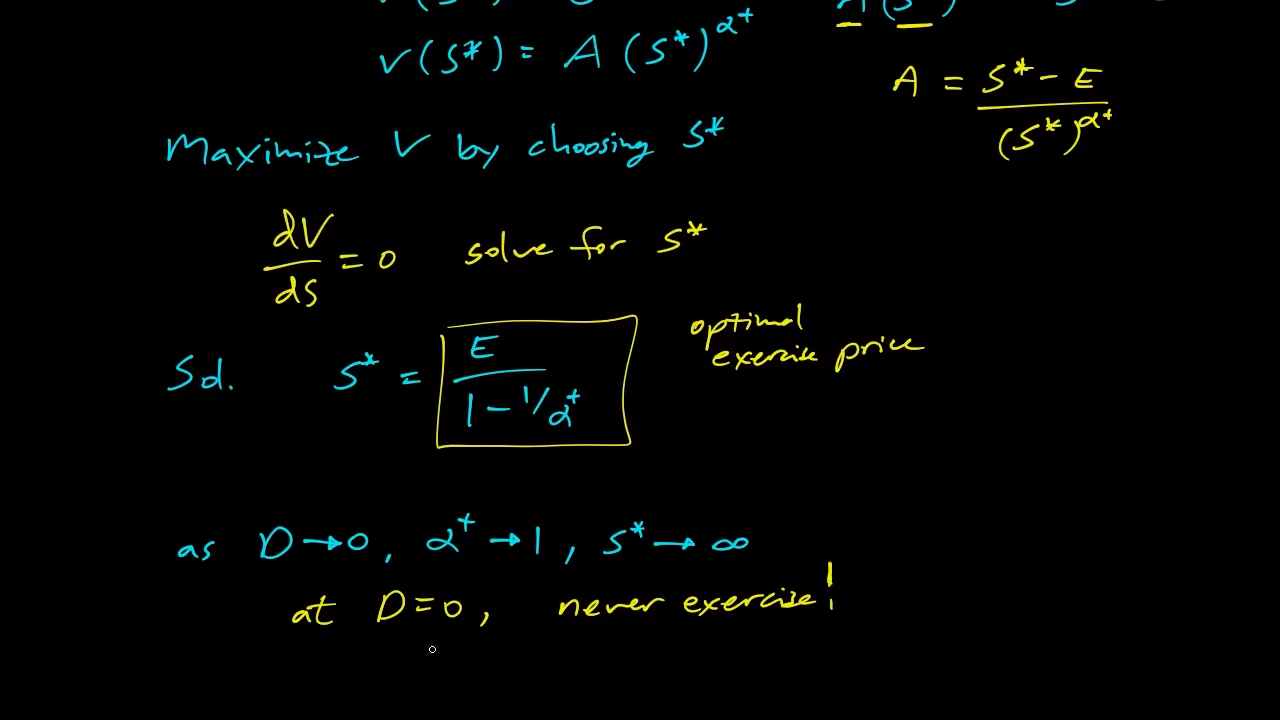 V(S*) = A (S*)^α+
A = S* - E / (S*)^α+
Maximize V by choosing S*
dV/dS = 0 solve for S*
optimal
exercise price
Sol. S* = E / 1 - 1/α+
as D → 0, α+ → 1, S* → ∞
at D = 0, never exercise!